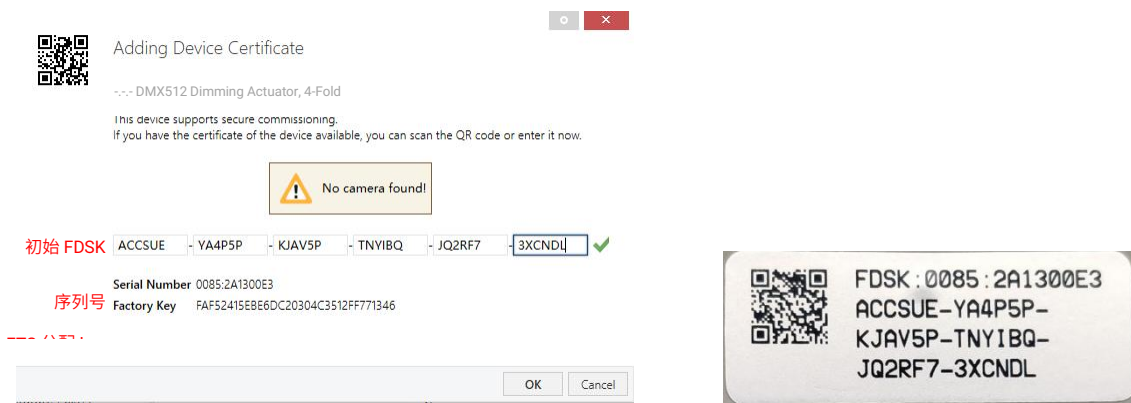 Adding Device Certificate
-.-.- DMX512 Dimming Actuator, 4-Fold
This device supports secure commissioning.
If you have the certificate of the device available, you can scan the QR code or enter it now.
No camera found!
初始 FDSK ACCSUE - YA4P5P - KJAV5P - TNYIBQ - JQ2RF7 - 3XCNDL
Serial Number 0085:2A1300E3
序列号
Factory Key FAF52415EBE6DC20304C3512FF771346
OK Cancel
FDSK:0085:2A1300E3
ACCSUE-YA4P5P-
KJAV5P-TNYIBQ-
JQ2RF7-3XCNDL